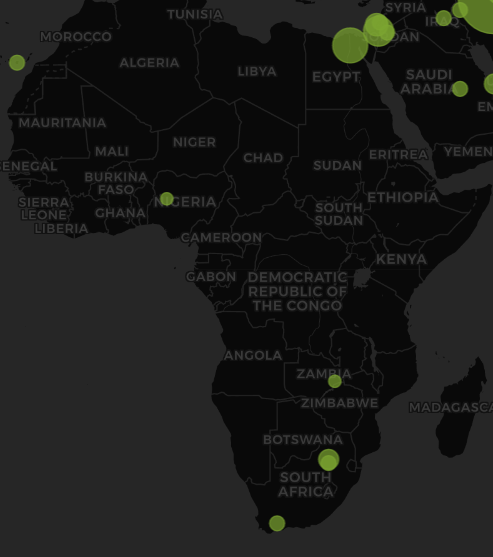 TUNISIA
SYRIA
MOROCCO
IRAQ
DAN
ALGERIA
LIBYA
EGYPT
SAUDI
ARABIA
EM
MAURITANIA
NIGER
MALI
CHAD
ERITREA
YEMEN
SENEGAL
SUDAN
BURKINA
FASO
ETHIOPIA
SIERRA
LEONE
GHANA
NIGERIA
SOUTH
SUDAN
LIBERIA
CAMEROON
KENYA
GABON
DEMOCRATIC
REPUBLIC OF
THE CONGO
ANGOLA
ZAMBIA
ZIMBABWE
MADAGASCA
BOTSWANA
SOUTH
AFRICA